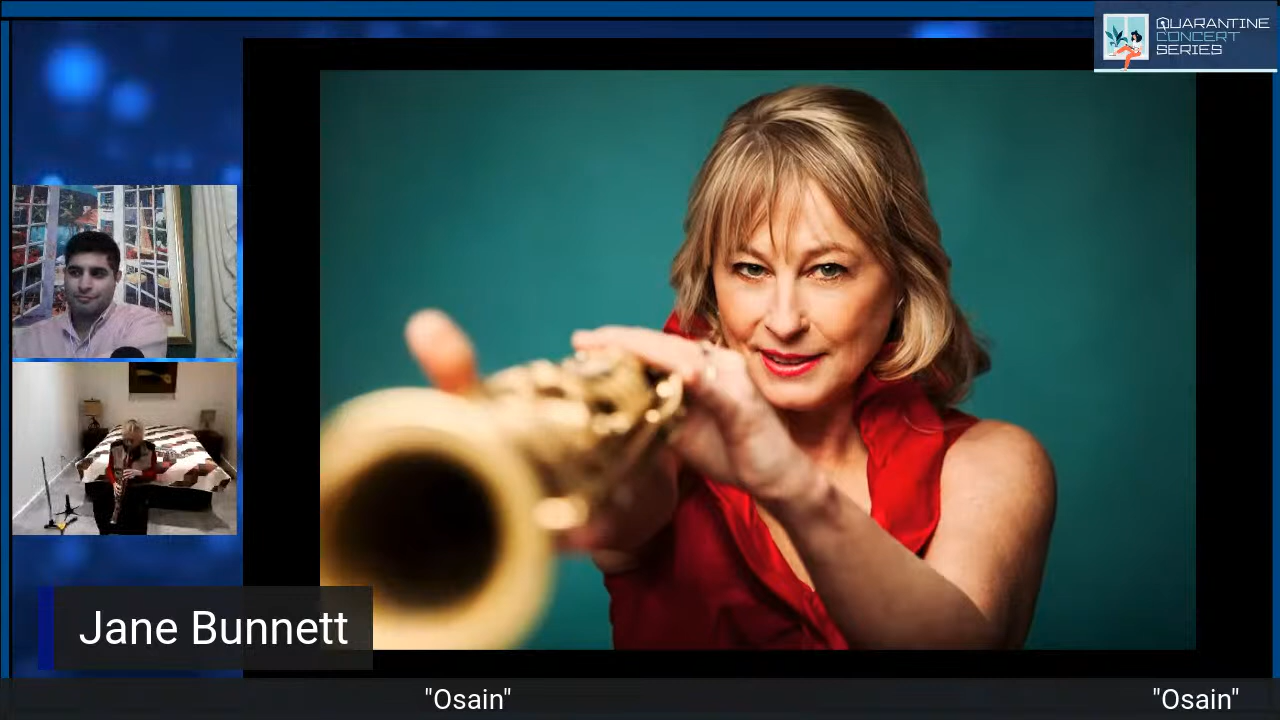 QUARANTINE
CONCERT
SERIES
Jane Bunnett
"Osain" "Osain"